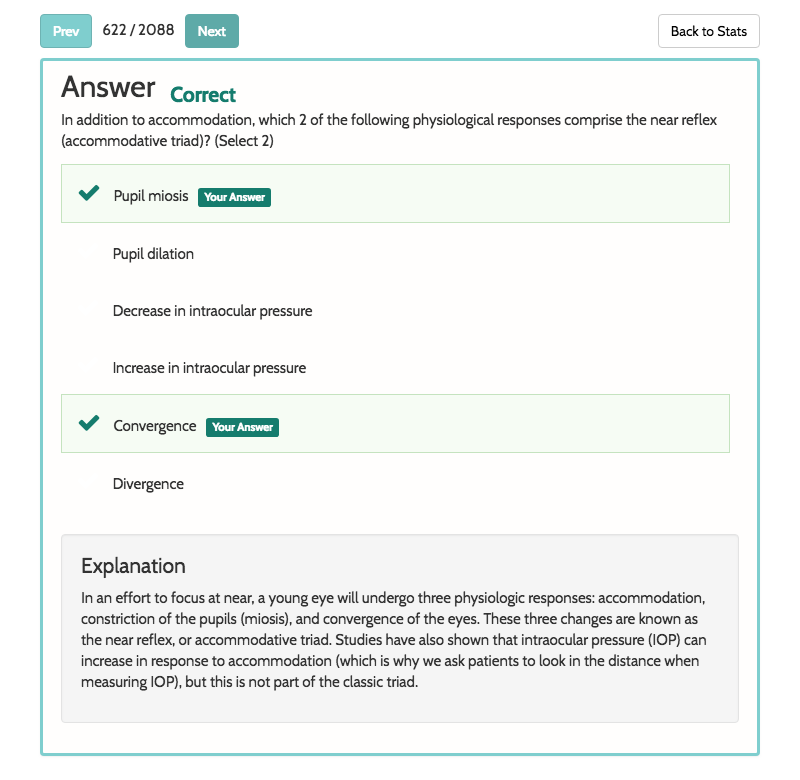 Prev 622 / 2088 Next Back to Stats
Answer Correct
In addition to accommodation, which 2 of the following physiological responses comprise the near reflex
(accommodative triad)? (Select 2)
Pupil miosis Your Answer
Pupil dilation
Decrease in intraocular pressure
Increase in intraocular pressure
Convergence Your Answer
Divergence
Explanation
In an effort to focus at near, a young eye will undergo three physiologic responses: accommodation,
constriction of the pupils (miosis), and convergence of the eyes. These three changes are known as
the near reflex, or accommodative triad. Studies have also shown that intraocular pressure (IOP) can
increase in response to accommodation (which is why we ask patients to look in the distance when
measuring IOP), but this is not part of the classic triad.